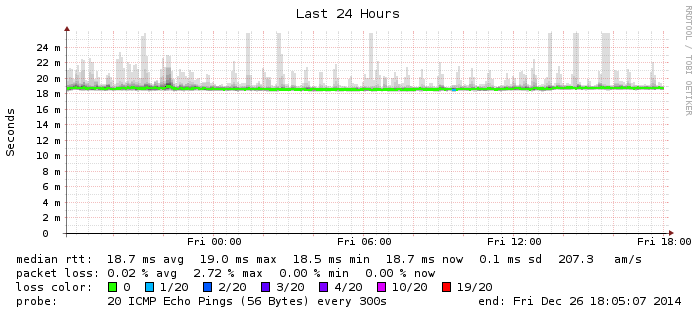 Last 24 Hours
RRDTOOL / TOBI OETIKER
Seconds
24 m
22 m
20 m
18 m
16 m
14 m
12 m
10 m
8 m
6 m
4 m
2 m
0
Fri 00:00 Fri 06:00 Fri 12:00 Fri 18:00
median rtt: 18.7 ms avg 19.0 ms max 18.5 ms min 18.7 ms now 0.1 ms sd 207.3 am/s
packet loss: 0.02 % avg 2.72 % max 0.00 % min 0.00 % now
loss color: 0 1/20 2/20 3/20 4/20 10/20 19/20
probe: 20 ICMP Echo Pings (56 Bytes) every 300s end: Fri Dec 26 18:05:07 2014